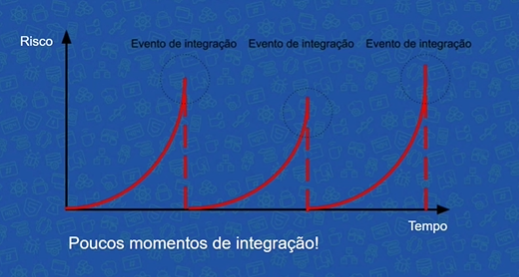 Risco
Evento de integração Evento de integração Evento de integração
Tempo
Poucos momentos de integração!